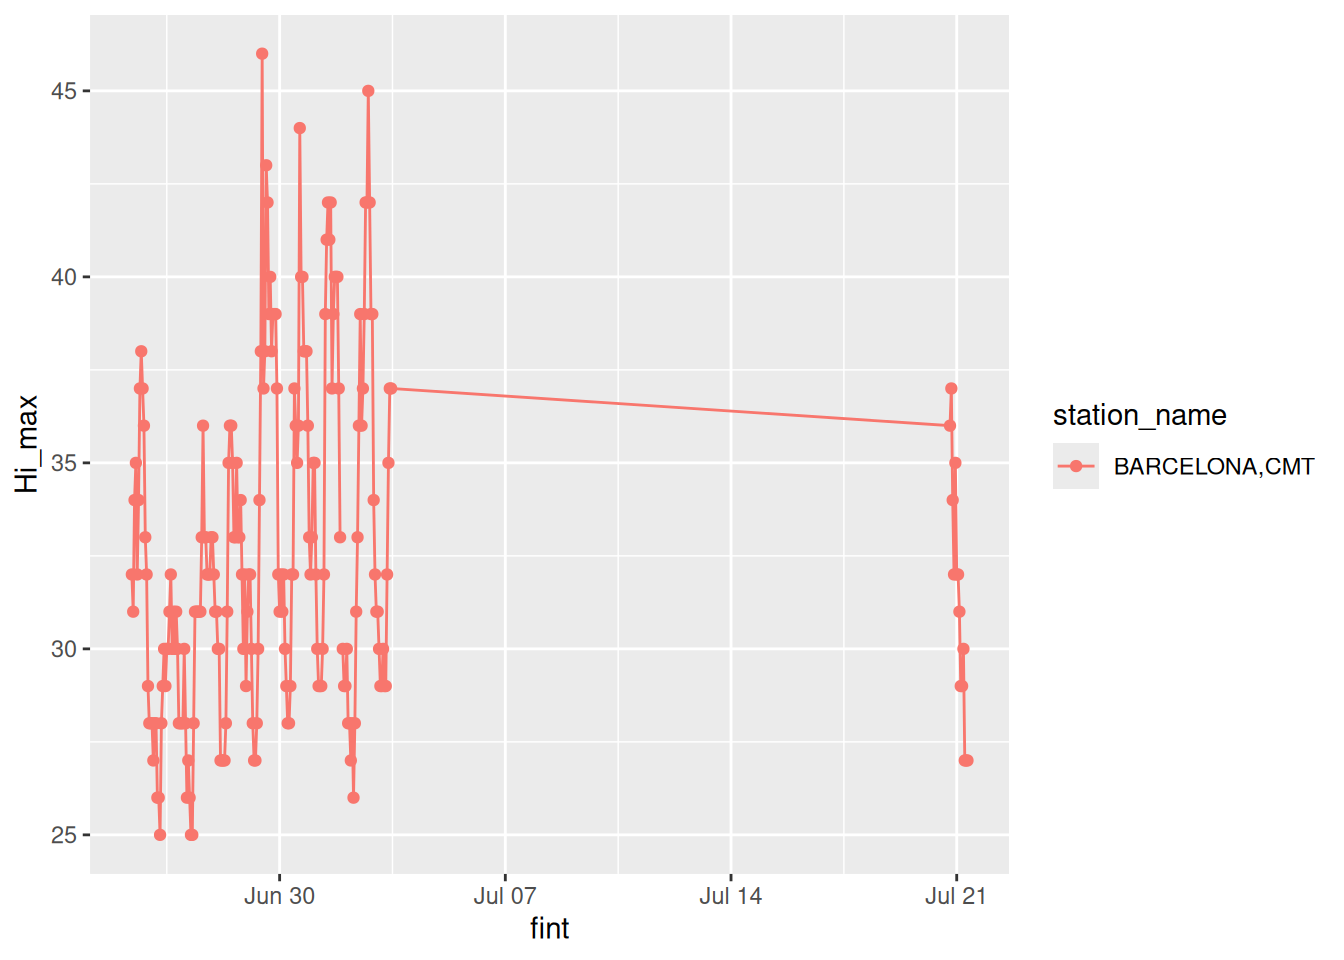 45
40
35
30
25
Hi_max
Jun 30
Jul 07
Jul 14
Jul 21
fint
station_name
BARCELONA,CMT